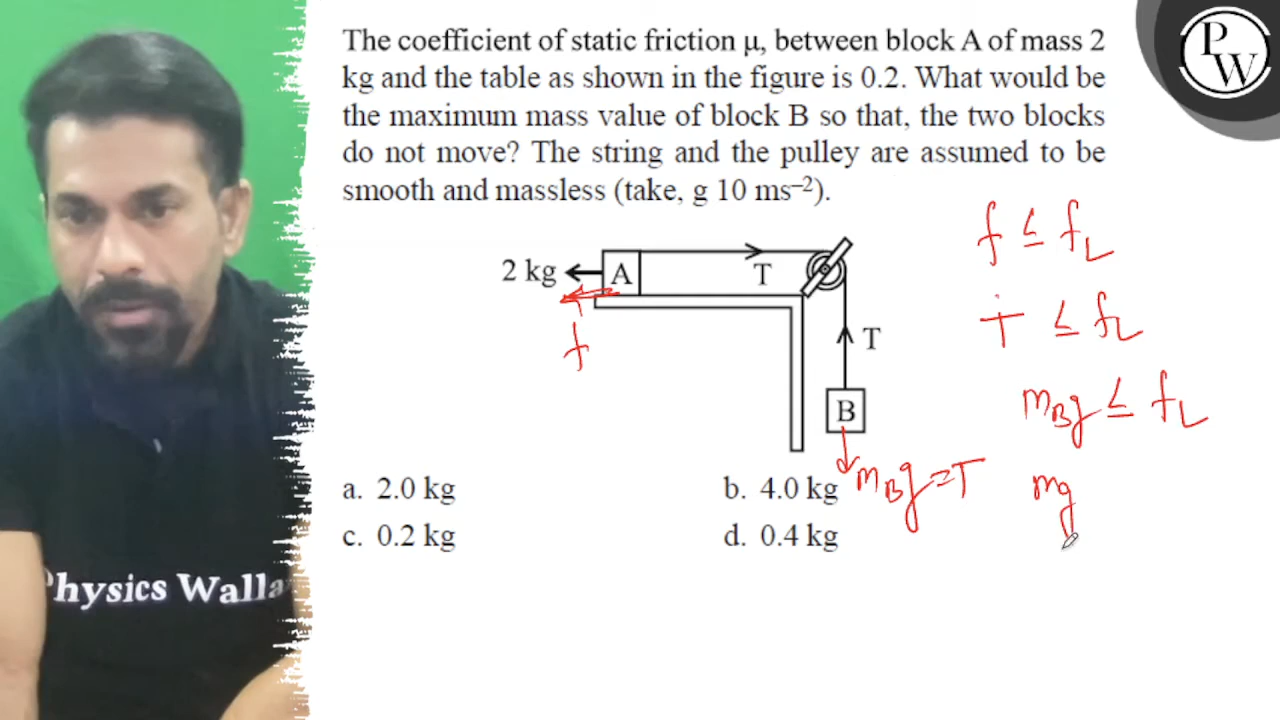 The coefficient of static friction μ, between block A of mass 2
kg and the table as shown in the figure is 0.2. What would be
the maximum mass value of block B so that, the two blocks
do not move? The string and the pulley are assumed to be
smooth and massless (take, g 10 ms⁻²).
PW
f ≤ f_L
2 kg
A
T
f
T ≤ f_L
T
m_B g ≤ f_L
B
m_B g = T
mg
a. 2.0 kg
b. 4.0 kg
c. 0.2 kg
d. 0.4 kg
Physics Walla